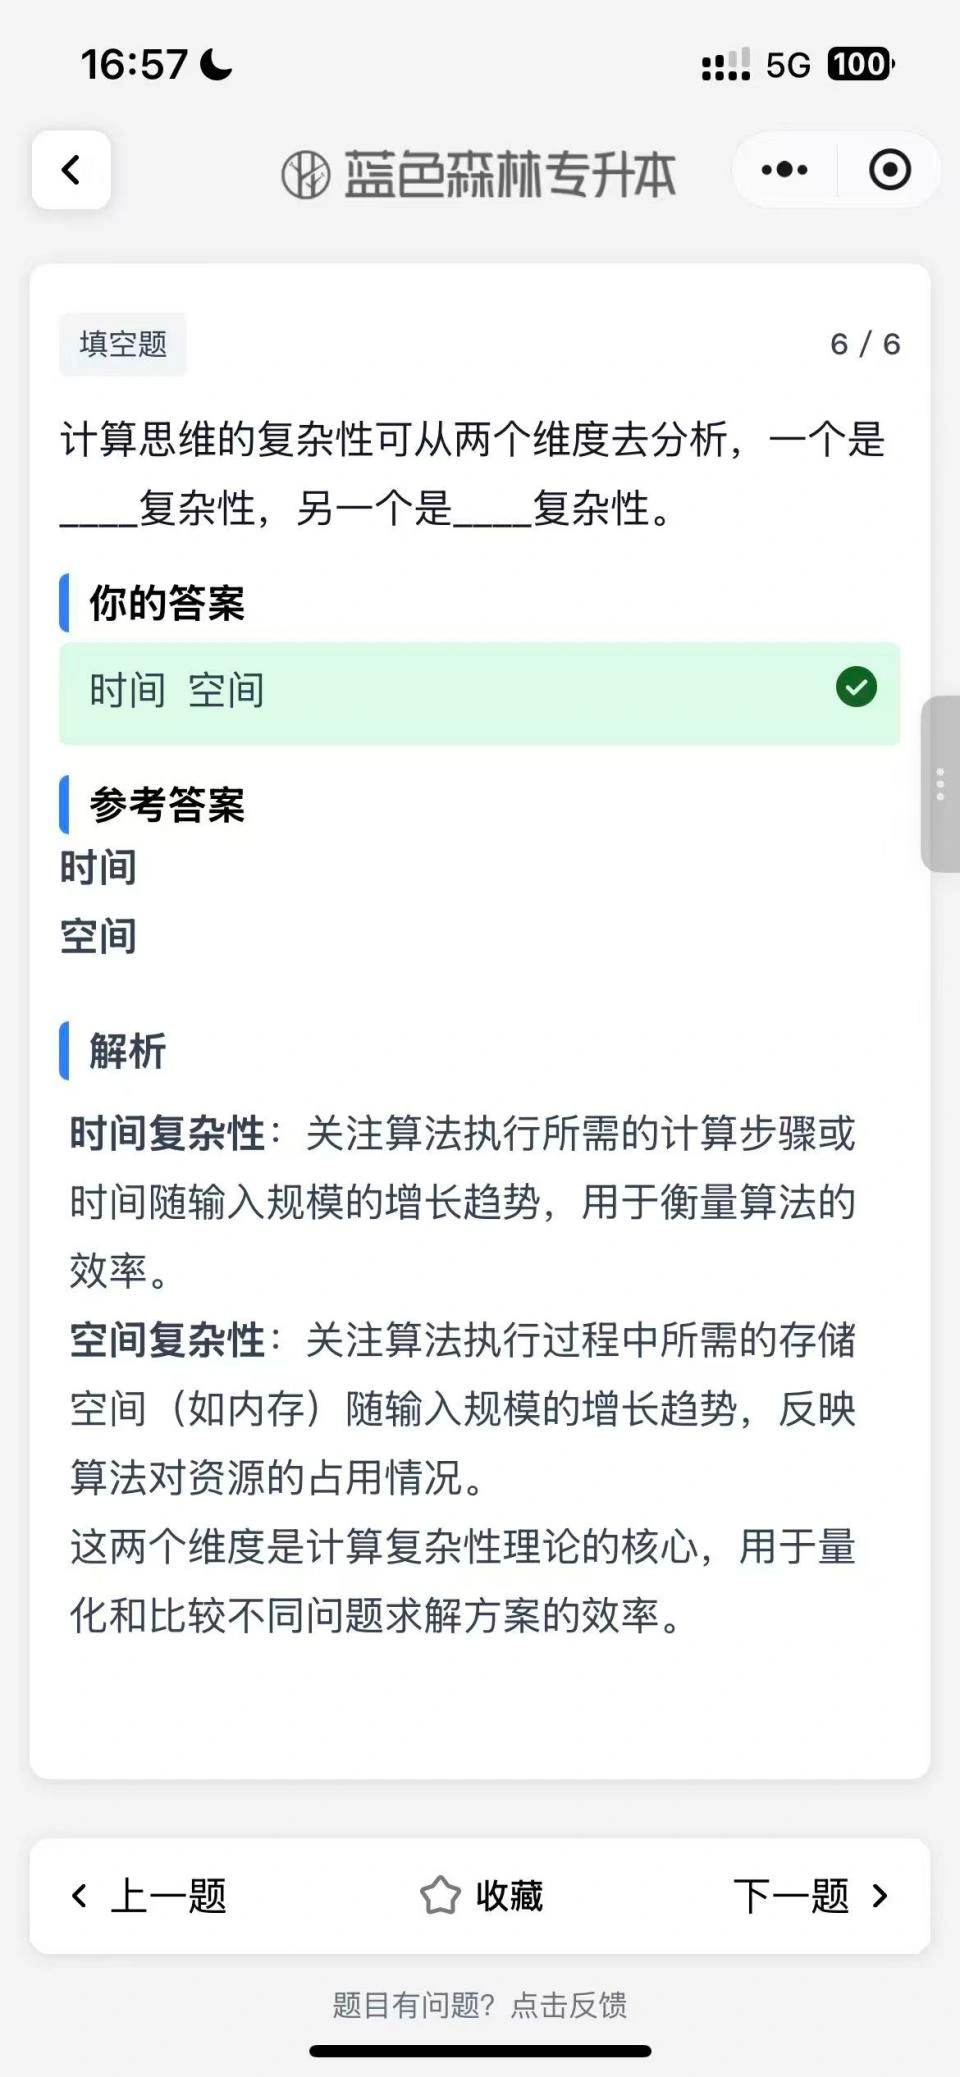 16:57
5G 100
蓝色森林专升本
填空题
6 / 6
计算思维的复杂性可从两个维度去分析，一个是
____复杂性，另一个是____复杂性。
你的答案
时间 空间
参考答案
时间
空间
解析
时间复杂性：关注算法执行所需的计算步骤或
时间随输入规模的增长趋势，用于衡量算法的
效率。
空间复杂性：关注算法执行过程中所需的存储
空间（如内存）随输入规模的增长趋势，反映
算法对资源的占用情况。
这两个维度是计算复杂性理论的核心，用于量
化和比较不同问题求解方案的效率。
上一题
收藏
下一题
题目有问题？点击反馈